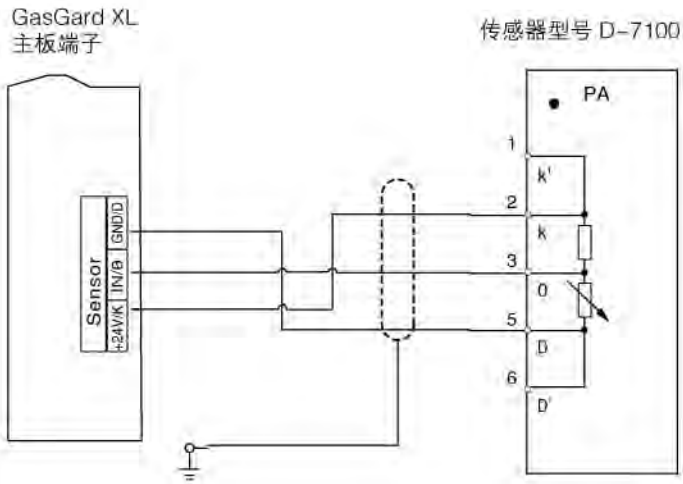 GasGard XL
主板端子
传感器型号 D-7100
PA
1
k'
2
k
3
0
5
D
6
D'
Sensor
GND/D
IN/θ
+24V/K